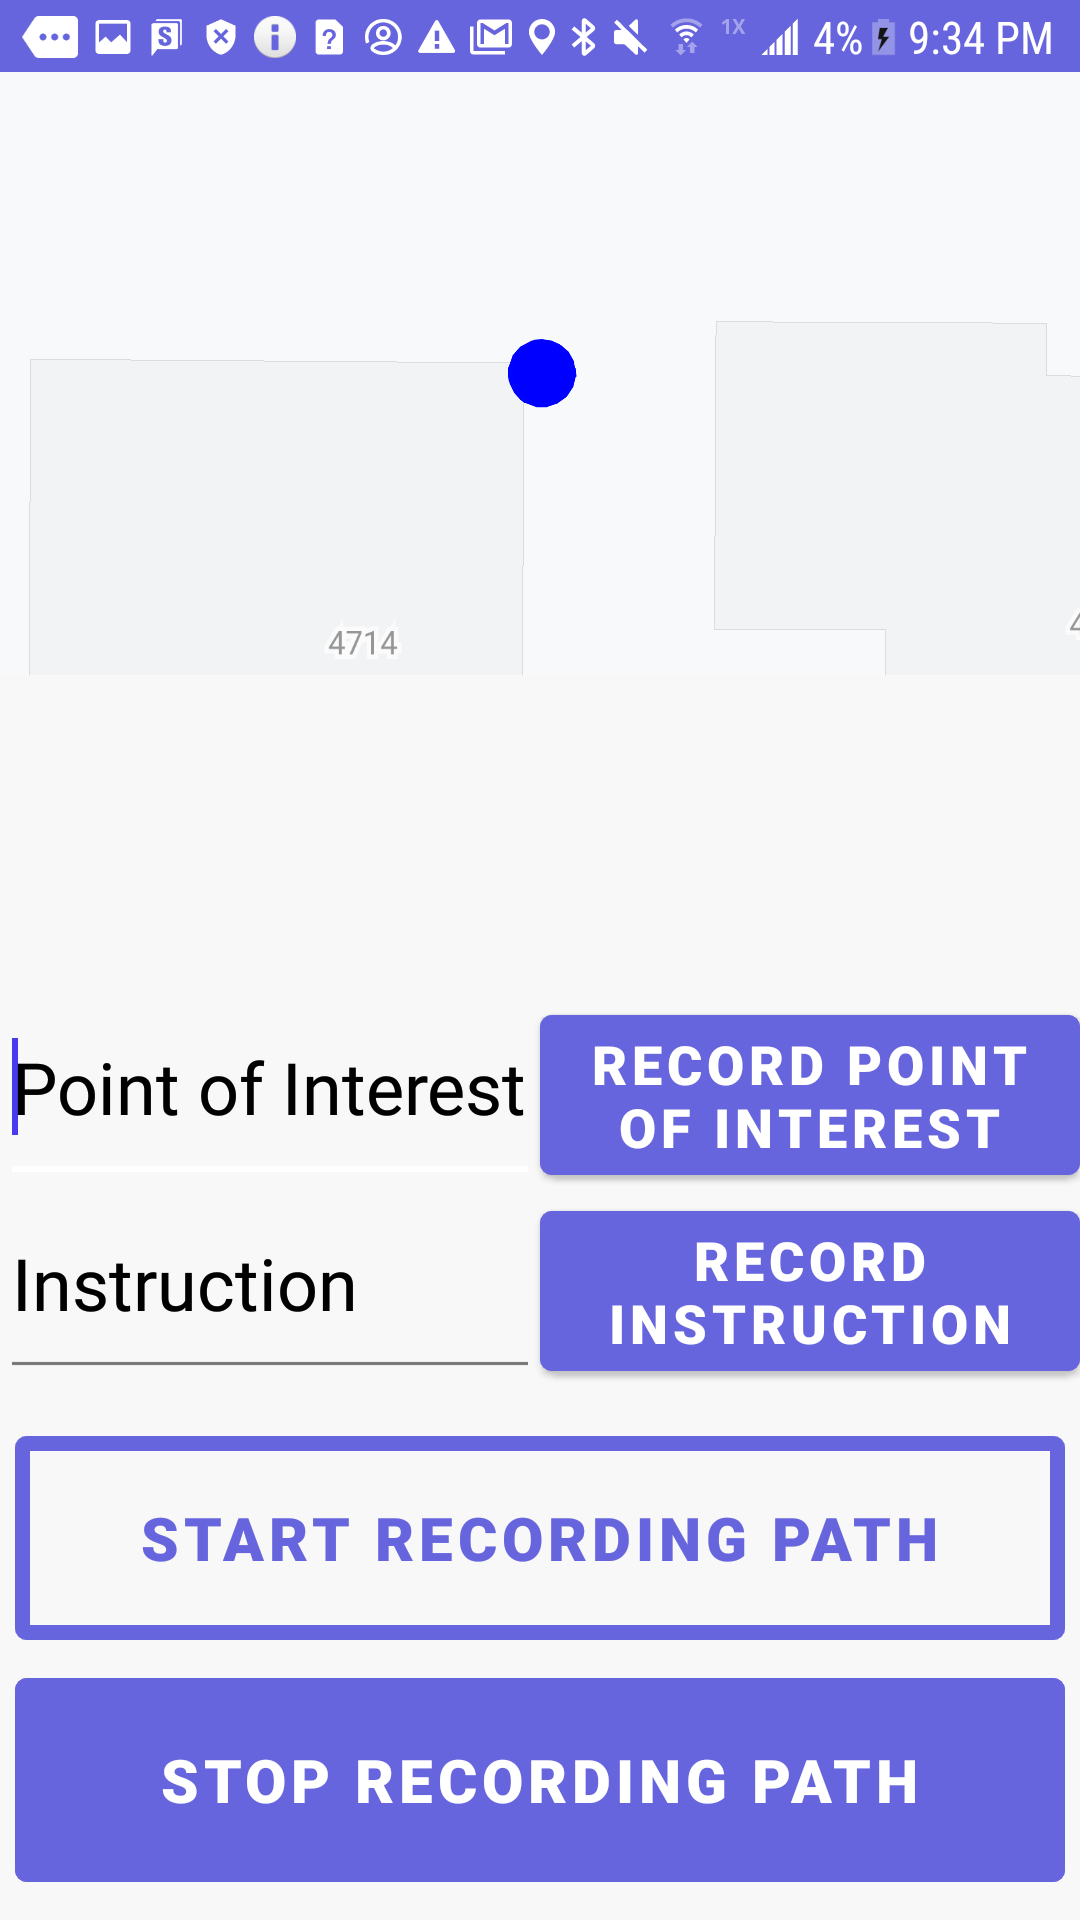 1X 4% 9:34 PM
4714
Point of Interest
RECORD POINT
OF INTEREST
Instruction
RECORD
INSTRUCTION
START RECORDING PATH
STOP RECORDING PATH